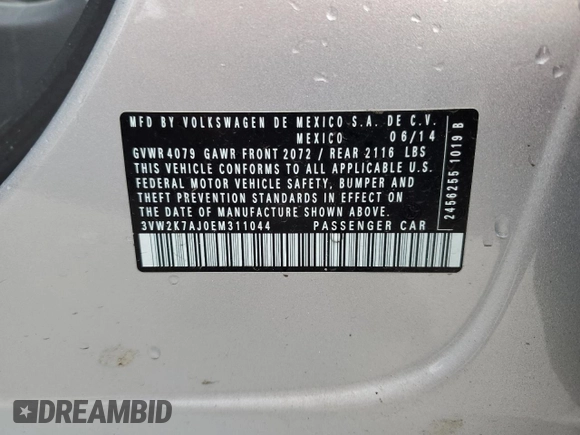 MFD BY VOLKSWAGEN DE MEXICO S.A. DE C.V.
MEXICO 06/14
GVWR 4079 GAWR FRONT 2072 / REAR 2116 LBS
THIS VEHICLE CONFORMS TO ALL APPLICABLE U.S.
FEDERAL MOTOR VEHICLE SAFETY, BUMPER AND
THEFT PREVENTION STANDARDS IN EFFECT ON
THE DATE OF MANUFACTURE SHOWN ABOVE.
3VW2K7AJ0EM311044 PASSENGER CAR
2456255 1019 B
DREAMBID